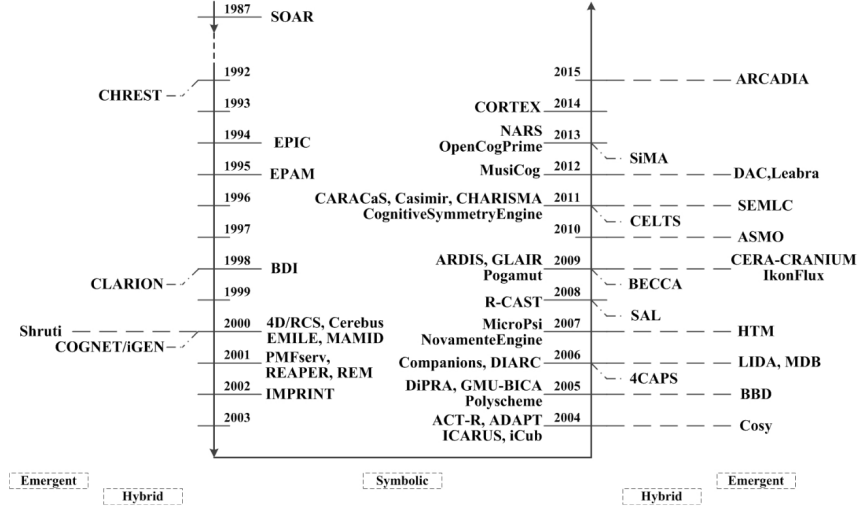 1987
SOAR
1992
CHREST
1993
1994
EPIC
1995
EPAM
1996
1997
1998
BDI
CLARION
1999
2000
Shruti
4D/RCS, Cerebus
EMILE, MAMID
COGNET/iGEN
2001
PMFserv,
REAPER, REM
2002
IMPRINT
2003
2015
ARCADIA
CORTEX
2014
NARS
OpenCogPrime
2013
SiMA
MusiCog
2012
DAC,Leabra
CARACaS, Casimir, CHARISMA
CognitiveSymmetryEngine
2011
SEMLC
CELTS
2010
ASMO
ARDIS, GLAIR
Pogamut
2009
CERA-CRANIUM
IkonFlux
BECCA
R-CAST
2008
SAL
MicroPsi
NovamenteEngine
2007
HTM
Companions, DIARC
2006
LIDA, MDB
4CAPS
DiPRA, GMU-BICA
Polyscheme
2005
BBD
ACT-R, ADAPT
ICARUS, iCub
2004
Cosy
Emergent
Hybrid
Symbolic
Hybrid
Emergent